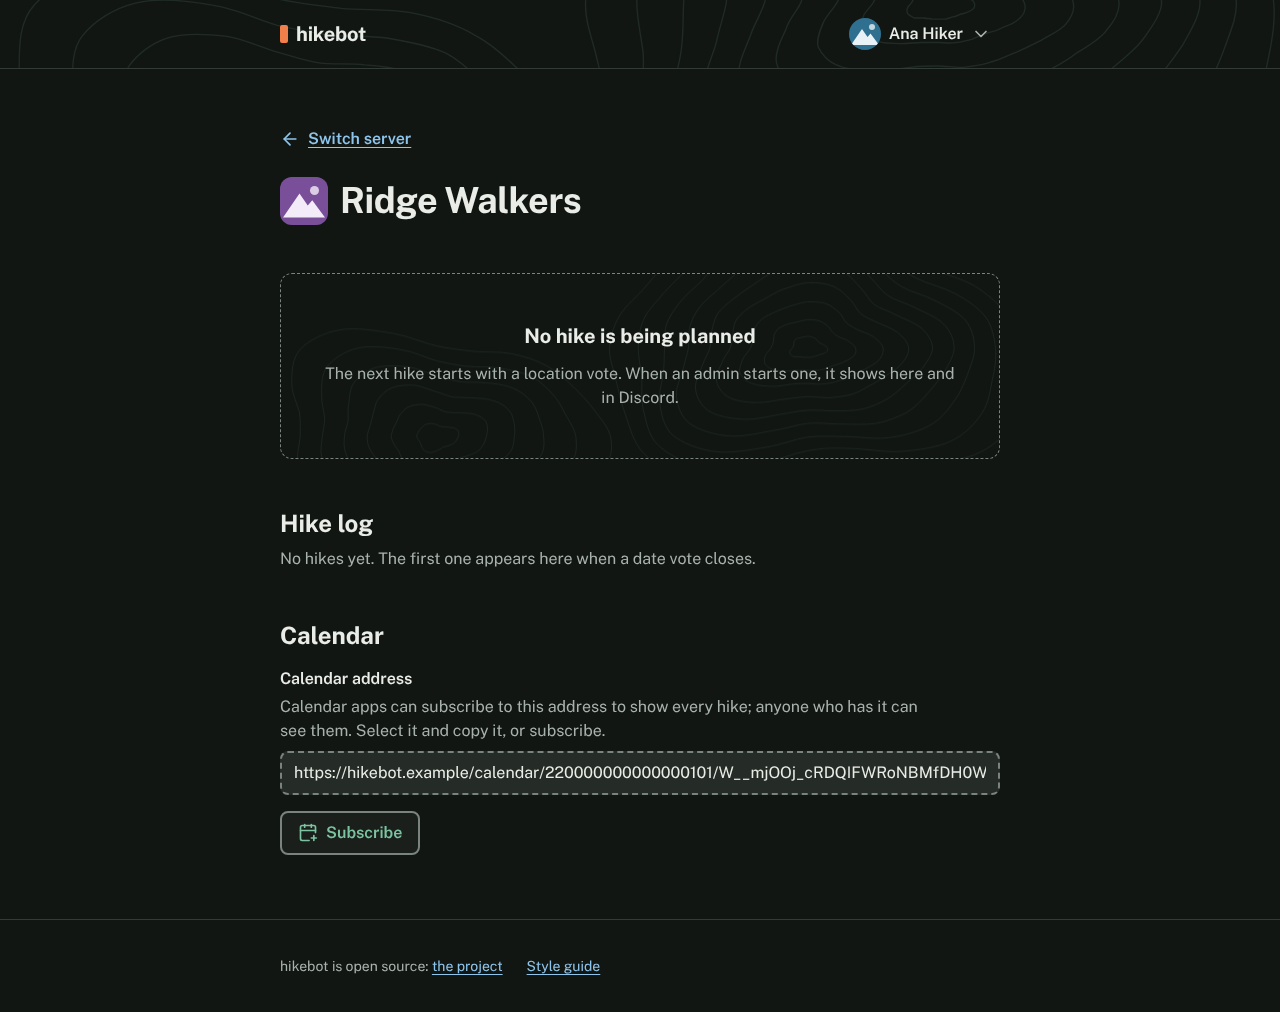 hikebot
Ana Hiker
Switch server
Ridge Walkers
No hike is being planned
The next hike starts with a location vote. When an admin starts one, it shows here and
in Discord.
Hike log
No hikes yet. The first one appears here when a date vote closes.
Calendar
Calendar address
Calendar apps can subscribe to this address to show every hike; anyone who has it can
see them. Select it and copy it, or subscribe.
https://hikebot.example/calendar/220000000000000101/W__mjOOj_cRDQIFWRoNBMfDH0W
Subscribe
hikebot is open source: the project Style guide